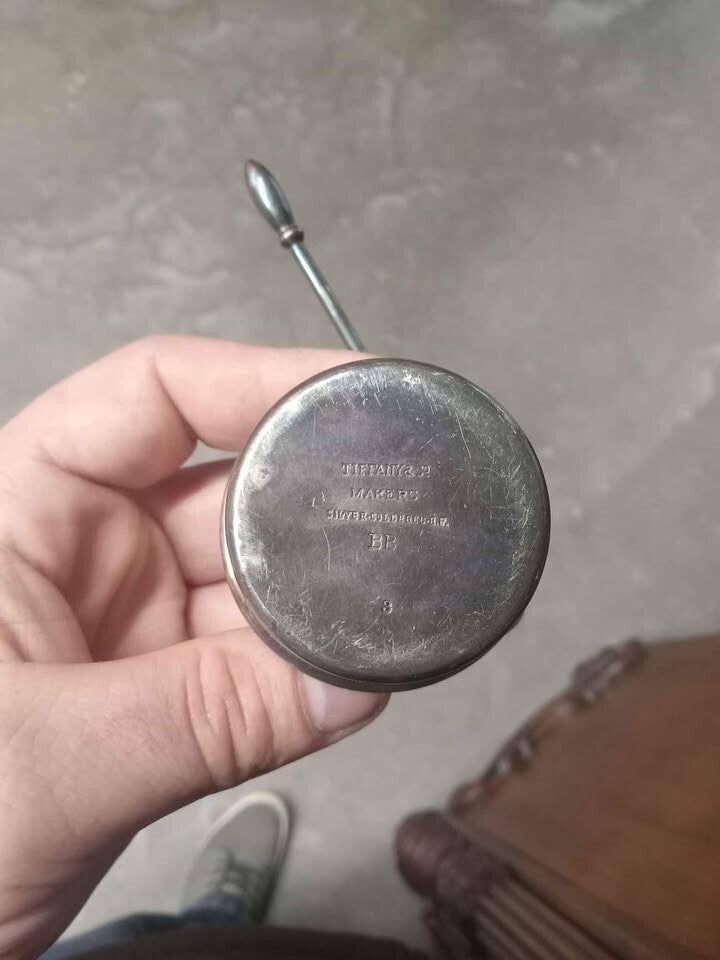 TIFFANY & Co
MAKERS
SILVER-SOLDERED-E.P.
BB
8